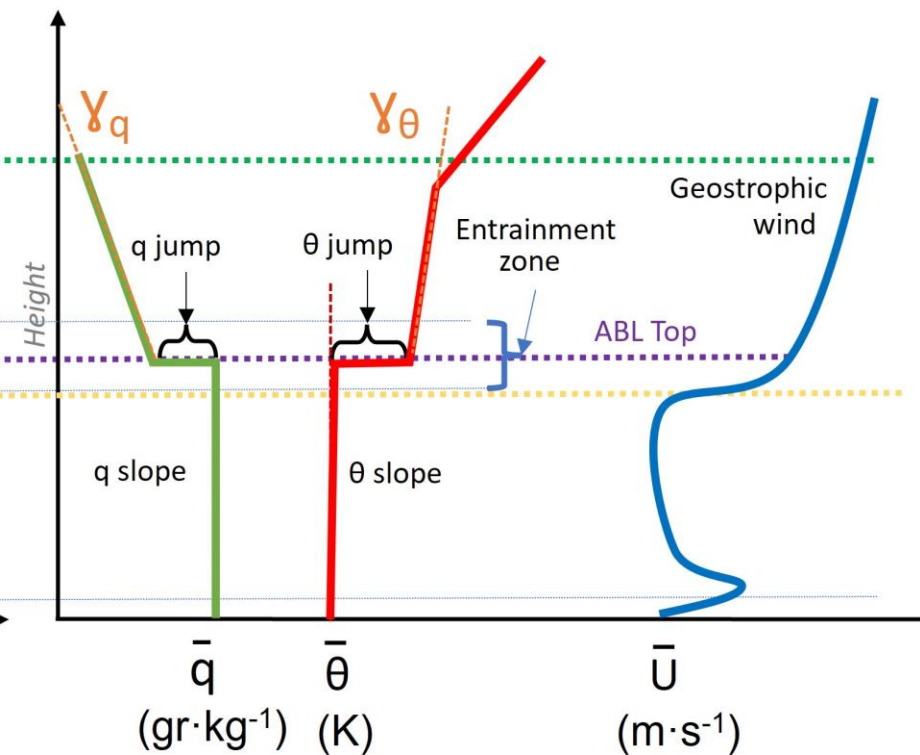 γq
γθ
Geostrophic
wind
q jump
θ jump
Entrainment
zone
Height
ABL Top
q slope
θ slope
q̅
θ̅
U̅
(gr·kg⁻¹)
(K)
(m·s⁻¹)